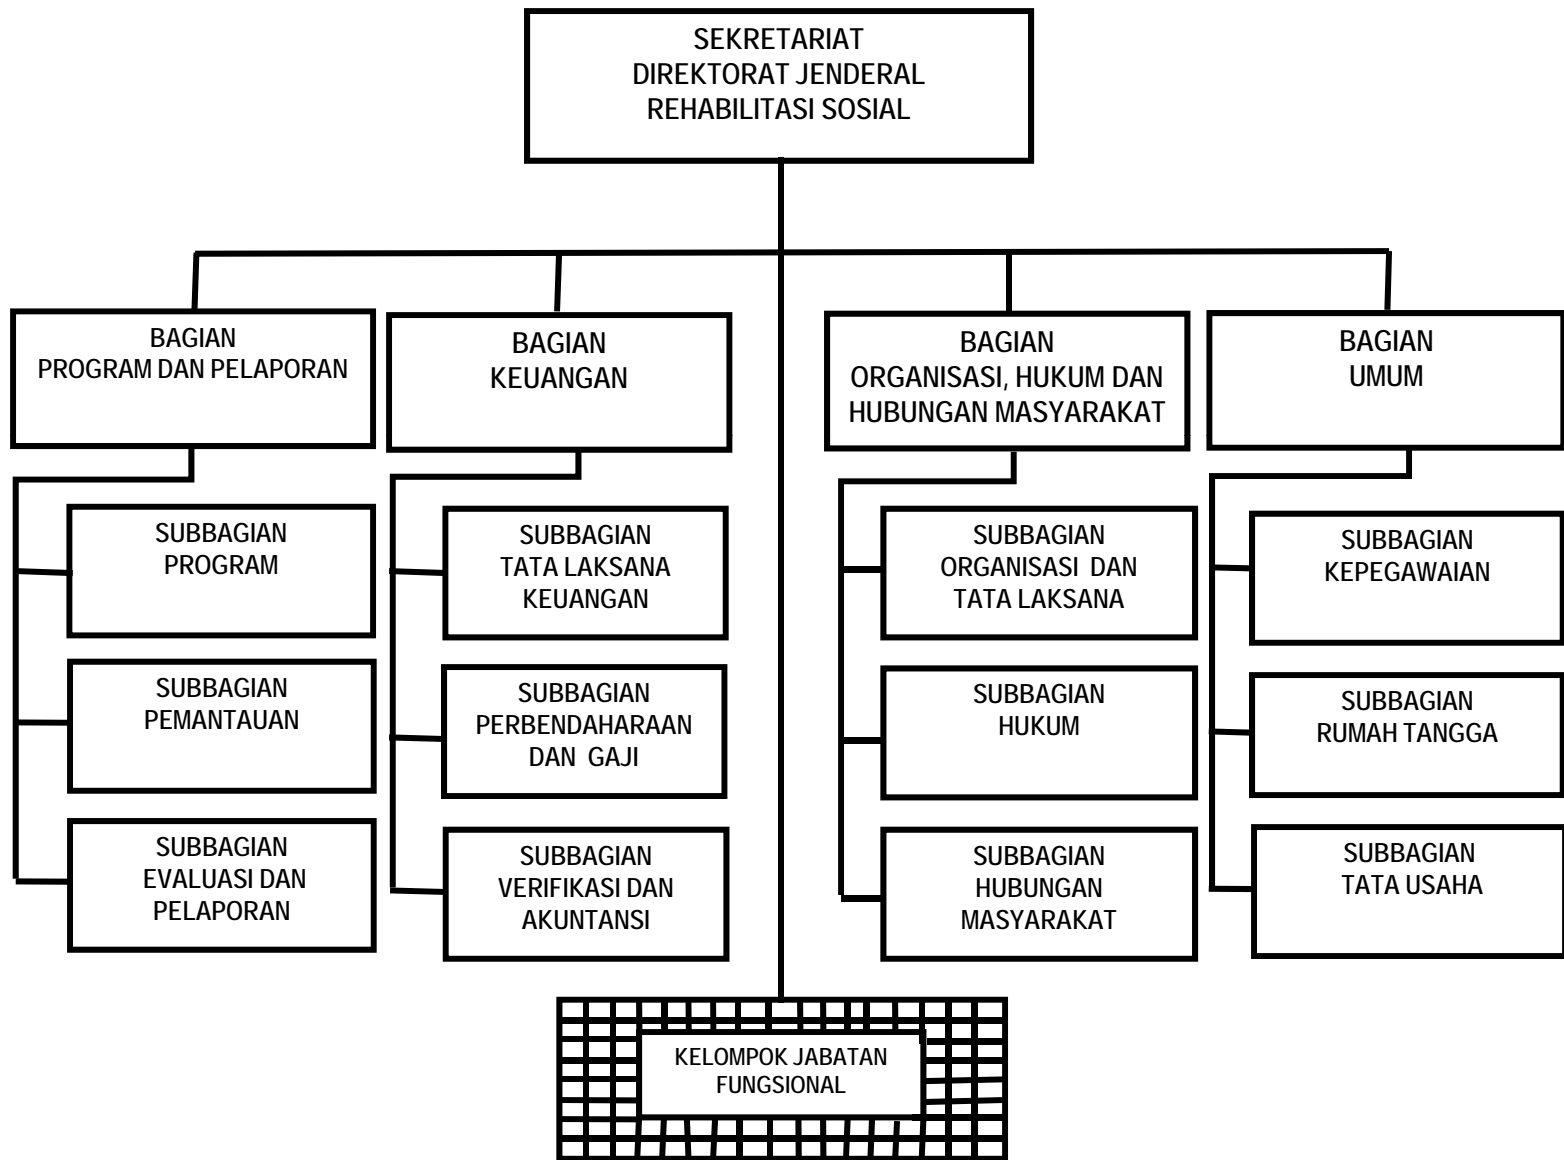 SEKRETARIAT
DIREKTORAT JENDERAL
REHABILITASI SOSIAL
BAGIAN
PROGRAM DAN PELAPORAN
BAGIAN
KEUANGAN
BAGIAN
ORGANISASI, HUKUM DAN
HUBUNGAN MASYARAKAT
BAGIAN
UMUM
SUBBAGIAN
PROGRAM
SUBBAGIAN
TATA LAKSANA
KEUANGAN
SUBBAGIAN
ORGANISASI DAN
TATA LAKSANA
SUBBAGIAN
KEPEGAWAIAN
SUBBAGIAN
PEMANTAUAN
SUBBAGIAN
PERBENDAHARAAN
DAN GAJI
SUBBAGIAN
HUKUM
SUBBAGIAN
RUMAH TANGGA
SUBBAGIAN
EVALUASI DAN
PELAPORAN
SUBBAGIAN
VERIFIKASI DAN
AKUNTANSI
SUBBAGIAN
HUBUNGAN
MASYARAKAT
SUBBAGIAN
TATA USAHA
KELOMPOK JABATAN
FUNGSIONAL